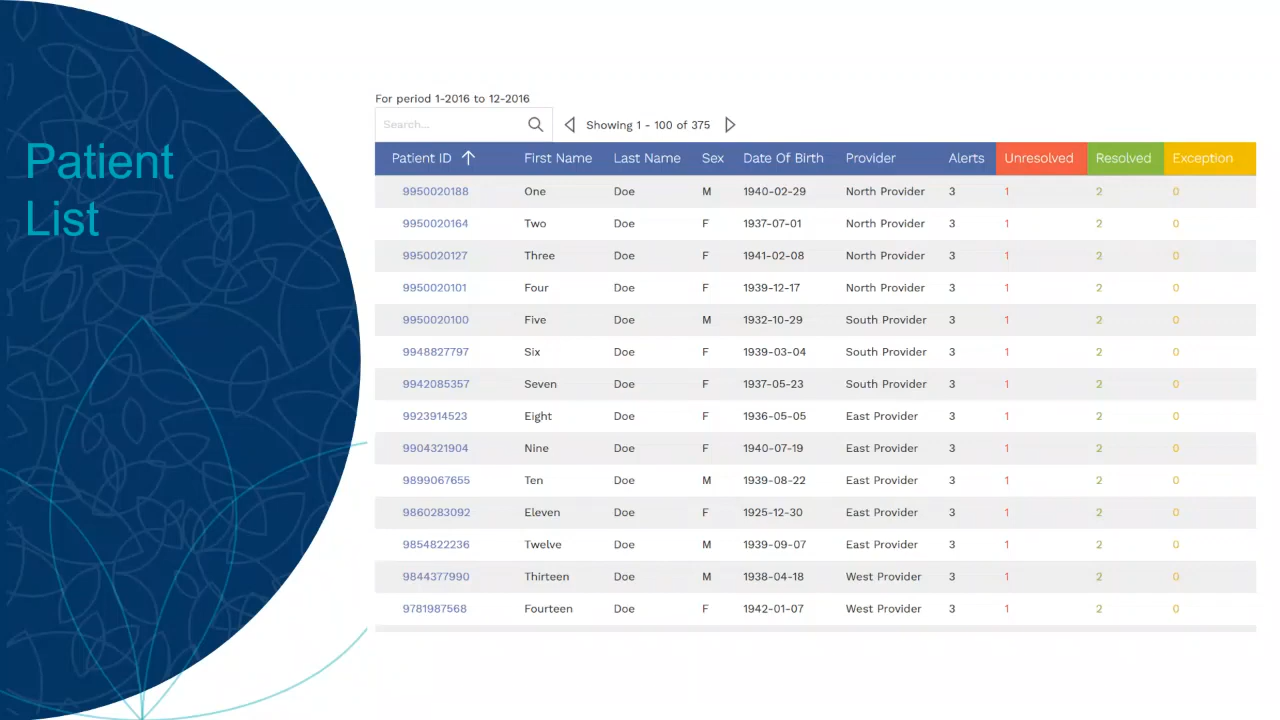 Patient
List
For period 1-2016 to 12-2016
Search... Showing 1 - 100 of 375
Patient ID First Name Last Name Sex Date Of Birth Provider Alerts Unresolved Resolved Exception
9950020188 One Doe M 1940-02-29 North Provider 3 1 2 0
9950020164 Two Doe F 1937-07-01 North Provider 3 1 2 0
9950020127 Three Doe F 1941-02-08 North Provider 3 1 2 0
9950020101 Four Doe F 1939-12-17 North Provider 3 1 2 0
9950020100 Five Doe M 1932-10-29 South Provider 3 1 2 0
9948827797 Six Doe F 1939-03-04 South Provider 3 1 2 0
9942085357 Seven Doe F 1937-05-23 South Provider 3 1 2 0
9923914523 Eight Doe F 1936-05-05 East Provider 3 1 2 0
9904321904 Nine Doe F 1940-07-19 East Provider 3 1 2 0
9899067655 Ten Doe M 1939-08-22 East Provider 3 1 2 0
9860283092 Eleven Doe F 1925-12-30 East Provider 3 1 2 0
9854822236 Twelve Doe M 1939-09-07 East Provider 3 1 2 0
9844377990 Thirteen Doe M 1938-04-18 West Provider 3 1 2 0
9781987568 Fourteen Doe F 1942-01-07 West Provider 3 1 2 0